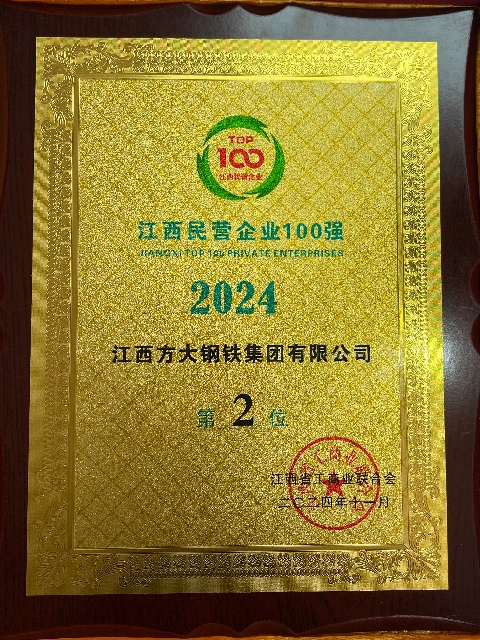 TOP
100
江西民营企业
江西民营企业100强
JIANGXI TOP 100 PRIVATE ENTERPRISES
2024
江西方大钢铁集团有限公司
第2位
江西省工商业联合会
二〇二四年十一月